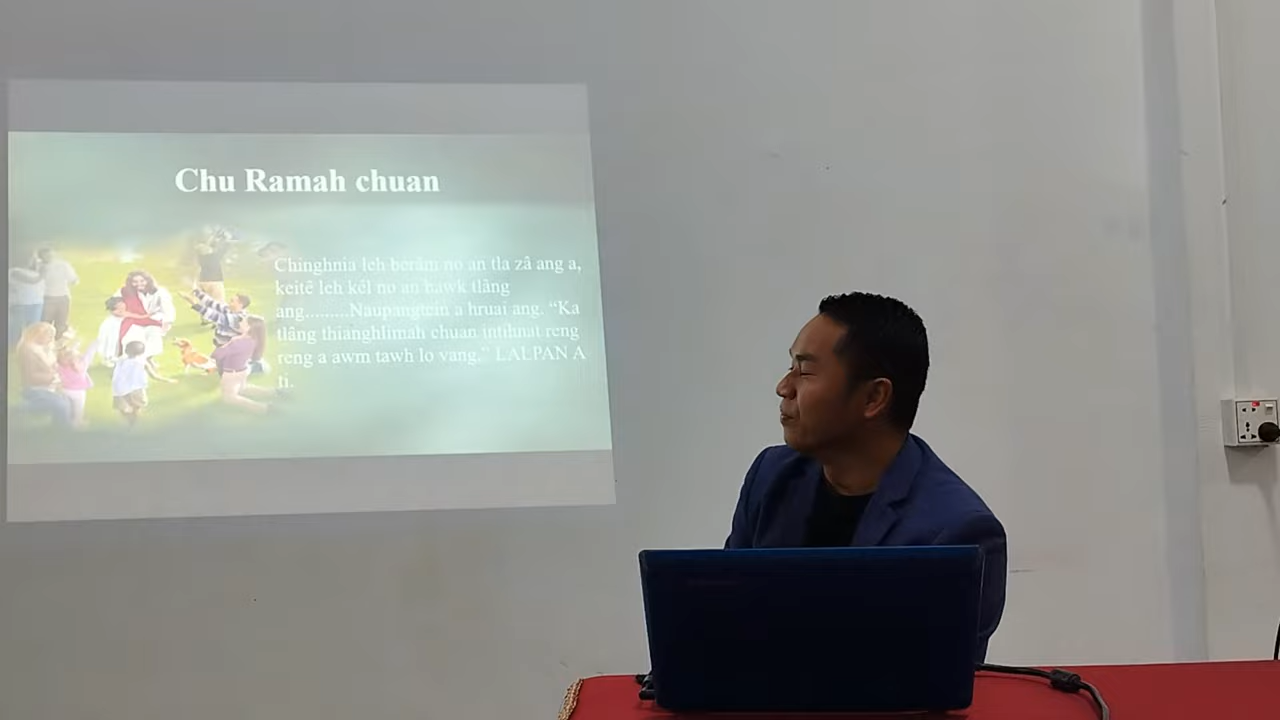 Chu Ramah chuan
Chinghnia leh berâm no an tla zâ ang a,
keitê leh kêl no an bawk tlâng
ang.........Naupangtein a hruai ang. “Ka
tlâng thianghlimah chuan intihnat reng
reng a awm tawh lo vang.” LALPAN A
ti.